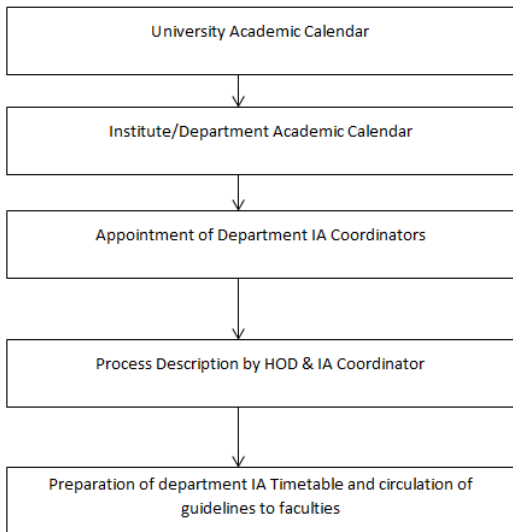 University Academic Calendar
Institute/Department Academic Calendar
Appointment of Department IA Coordinators
Process Description by HOD & IA Coordinator
Preparation of department IA Timetable and circulation of
guidelines to faculties